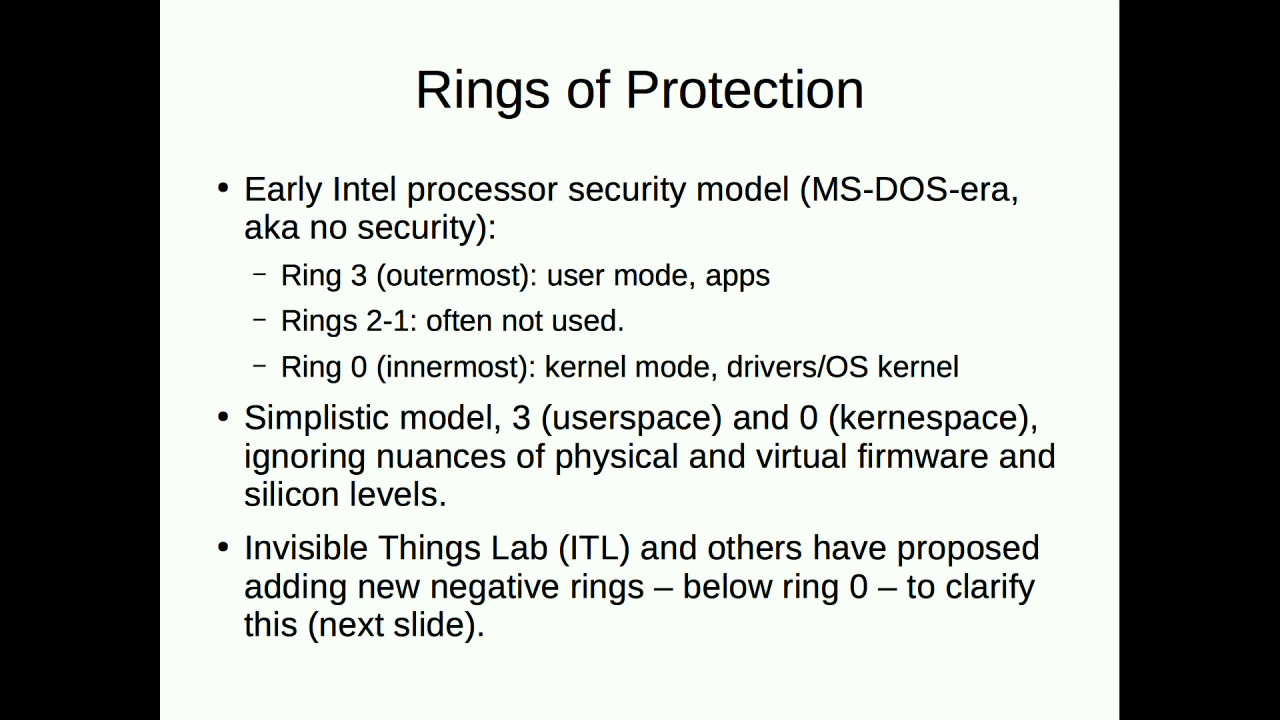 Rings of Protection
• Early Intel processor security model (MS-DOS-era,
aka no security):
– Ring 3 (outermost): user mode, apps
– Rings 2-1: often not used.
– Ring 0 (innermost): kernel mode, drivers/OS kernel
• Simplistic model, 3 (userspace) and 0 (kernespace),
ignoring nuances of physical and virtual firmware and
silicon levels.
• Invisible Things Lab (ITL) and others have proposed
adding new negative rings – below ring 0 – to clarify
this (next slide).